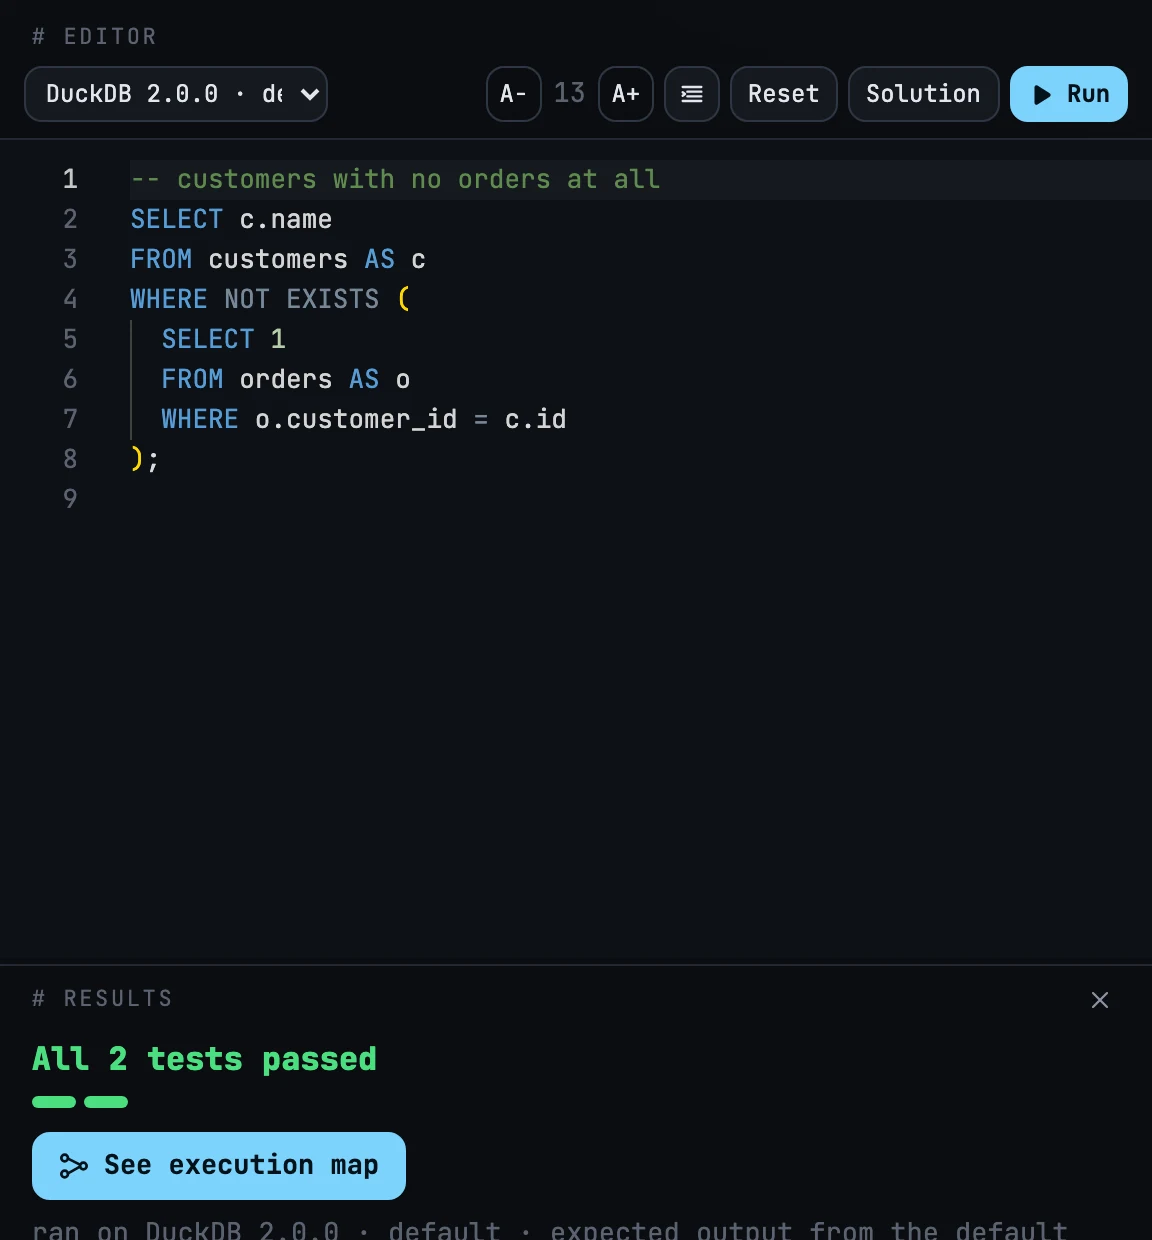 # EDITOR
DuckDB 2.0.0 · de
A- 13 A+ Reset Solution Run
1 -- customers with no orders at all
2 SELECT c.name
3 FROM customers AS c
4 WHERE NOT EXISTS (
5 SELECT 1
6 FROM orders AS o
7 WHERE o.customer_id = c.id
8 );
9
# RESULTS
All 2 tests passed
See execution map
ran on DuckDB 2.0.0 · default · expected output from the default